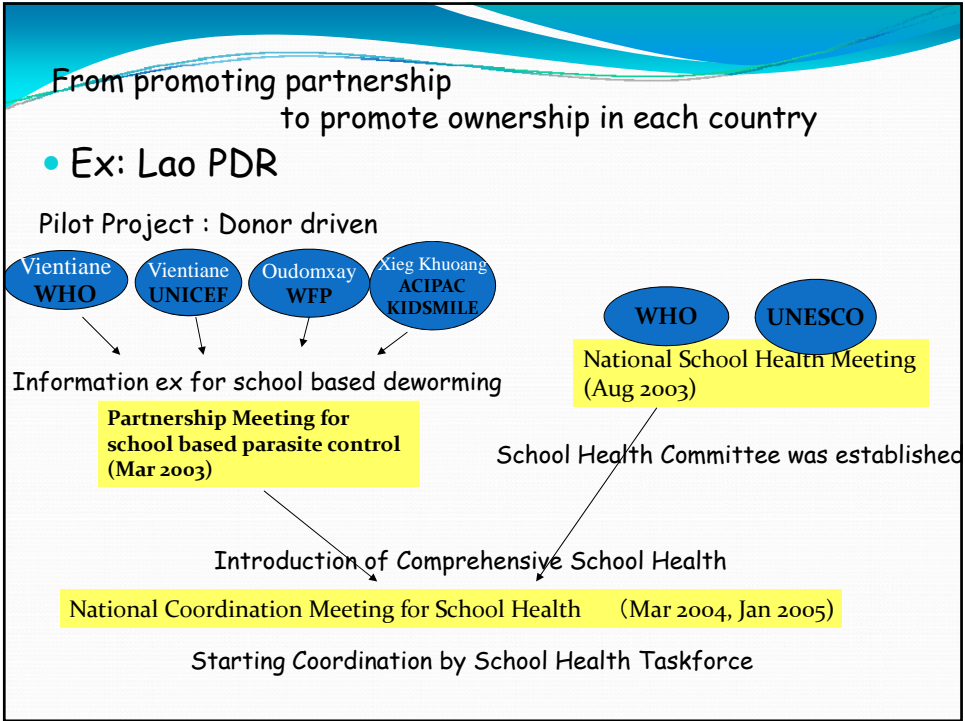 From promoting partnership
to promote ownership in each country
• Ex: Lao PDR
Pilot Project : Donor driven
Vientiane
WHO
Vientiane
UNICEF
Oudomxay
WFP
Xieg Khuoang
ACIPAC
KIDSMILE
WHO
UNESCO
National School Health Meeting
(Aug 2003)
Information ex for school based deworming
Partnership Meeting for
school based parasite control
(Mar 2003)
School Health Committee was established
Introduction of Comprehensive School Health
National Coordination Meeting for School Health (Mar 2004, Jan 2005)
Starting Coordination by School Health Taskforce